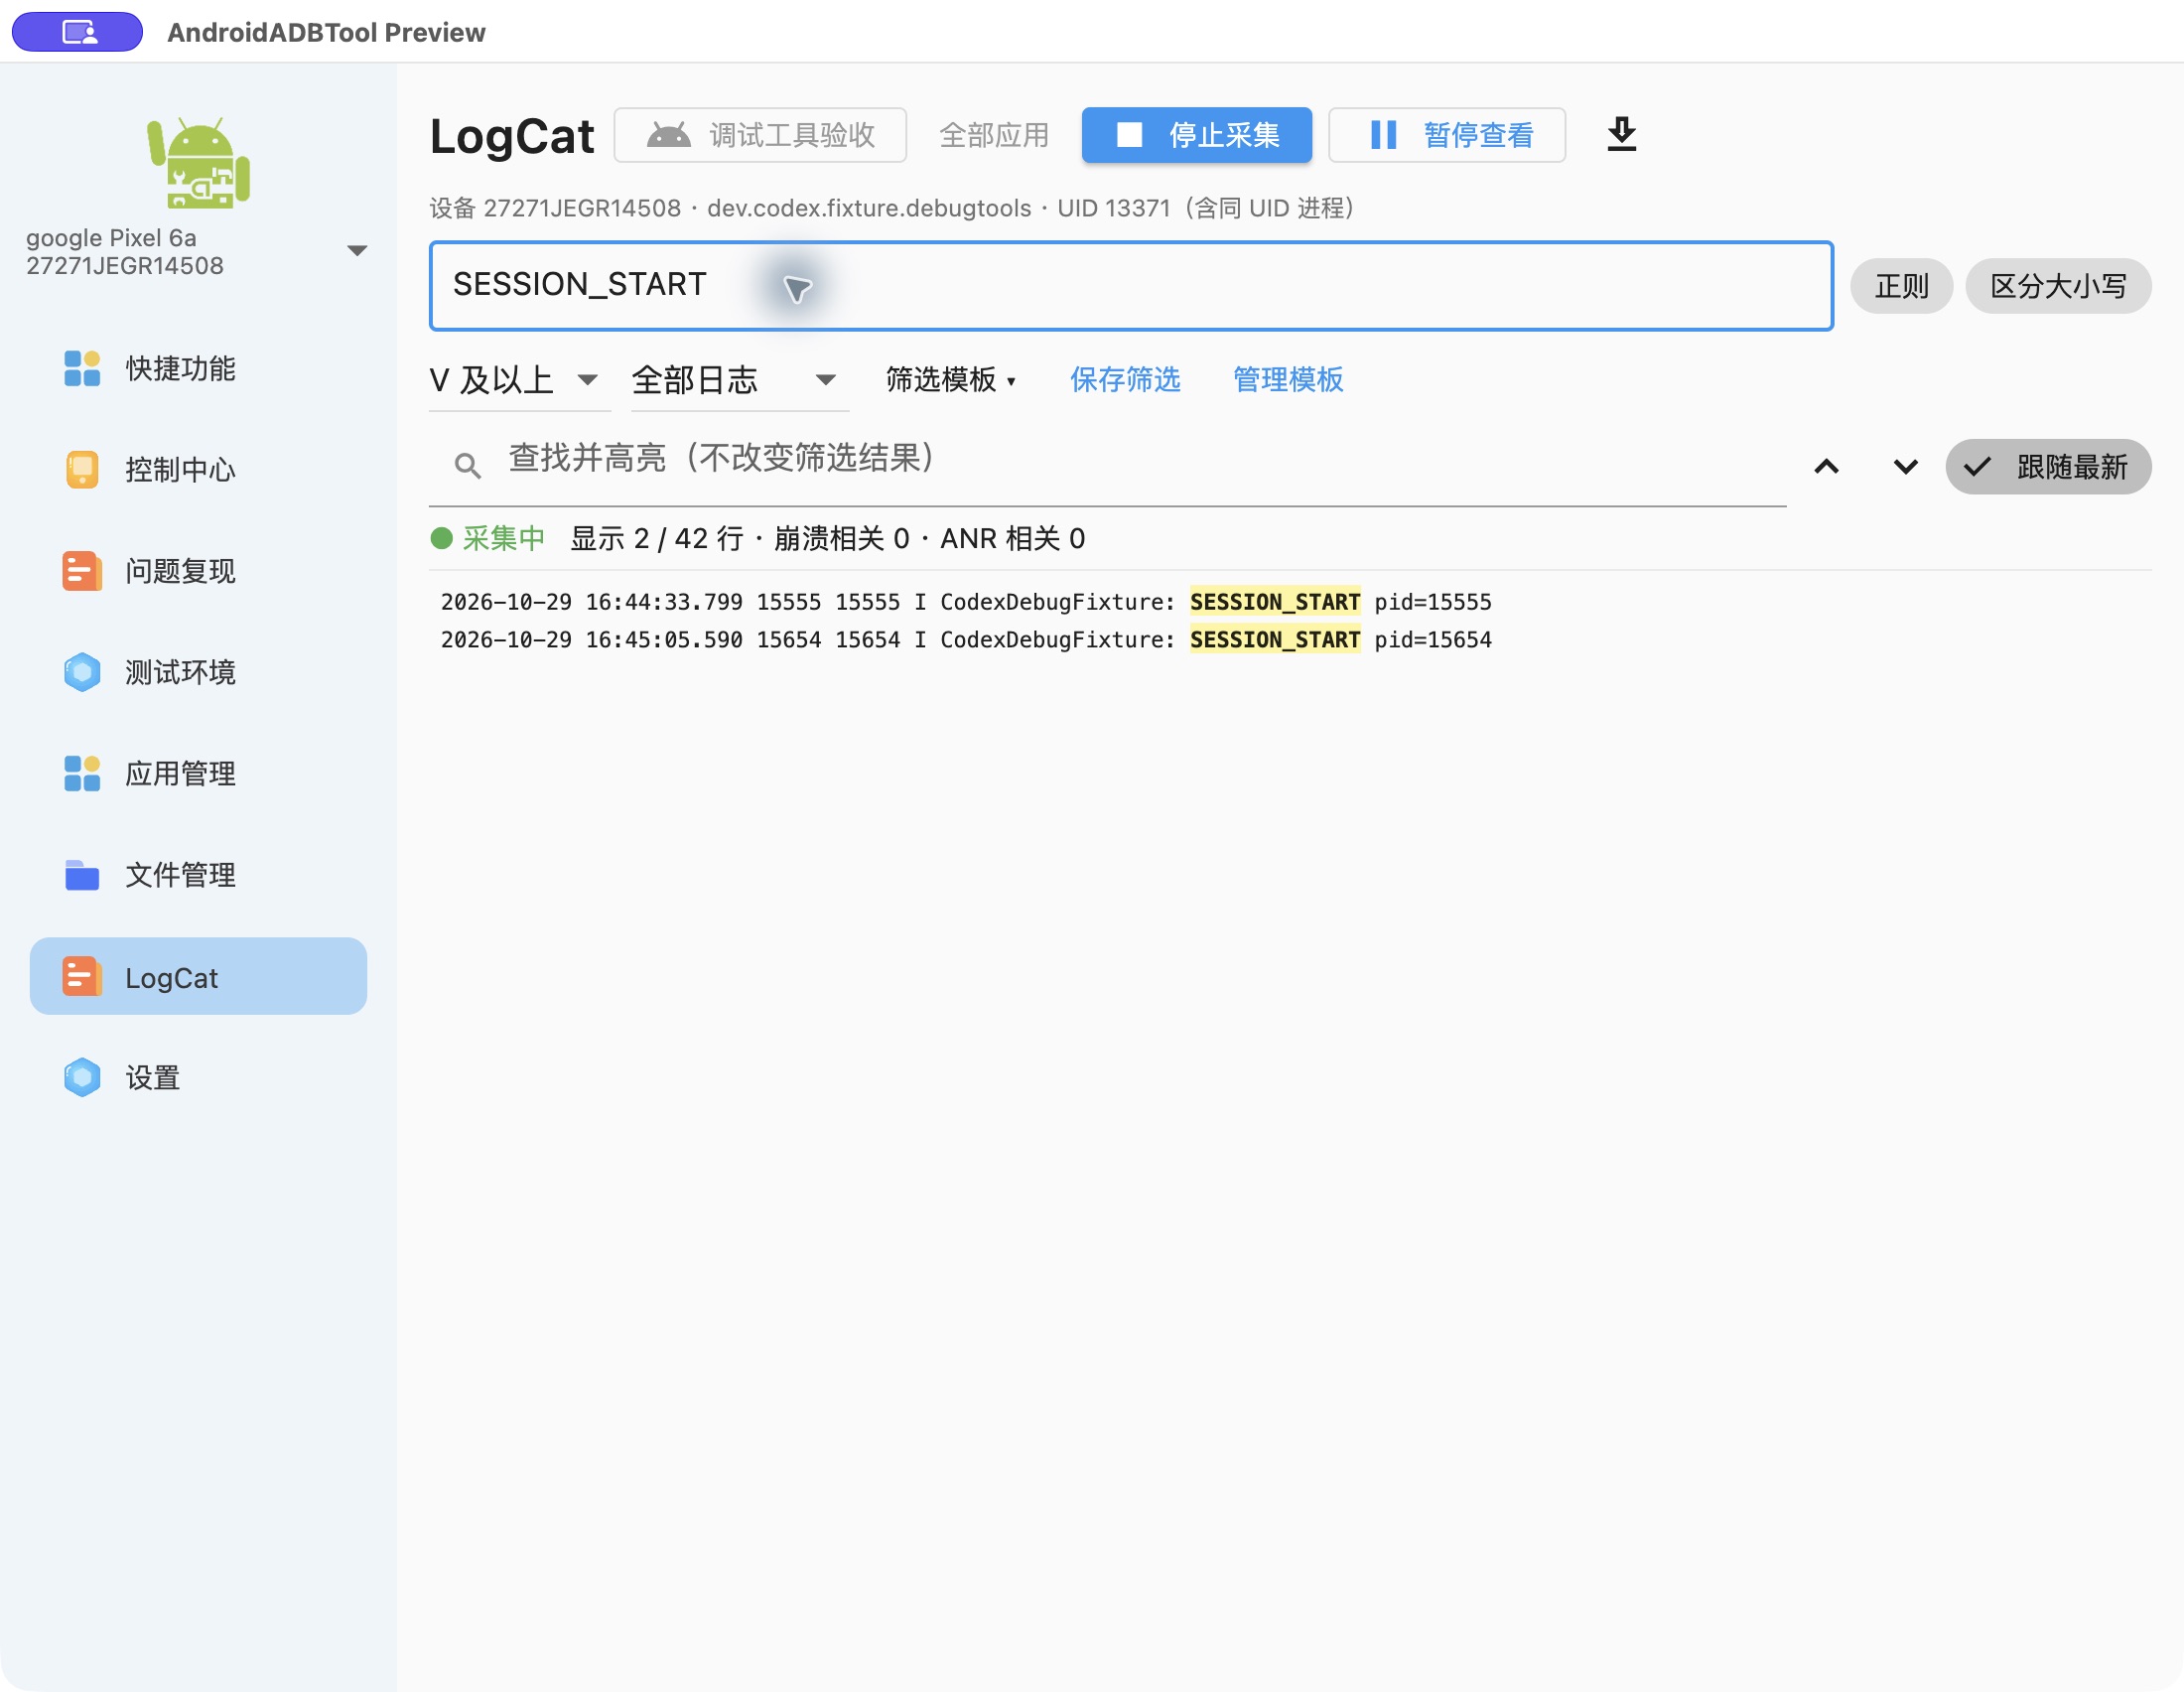 AndroidADBTool Preview
google Pixel 6a
27271JEGR14508
快捷功能
控制中心
问题复现
测试环境
应用管理
文件管理
LogCat
设置
LogCat 调试工具验收 全部应用 停止采集 暂停查看
设备 27271JEGR14508 · dev.codex.fixture.debugtools · UID 13371（含同 UID 进程）
SESSION_START 正则 区分大小写
V 及以上 全部日志 筛选模板 ▾ 保存筛选 管理模板
查找并高亮（不改变筛选结果） 跟随最新
采集中 显示 2 / 42 行 · 崩溃相关 0 · ANR 相关 0
2026-10-29 16:44:33.799 15555 15555 I CodexDebugFixture: SESSION_START pid=15555
2026-10-29 16:45:05.590 15654 15654 I CodexDebugFixture: SESSION_START pid=15654